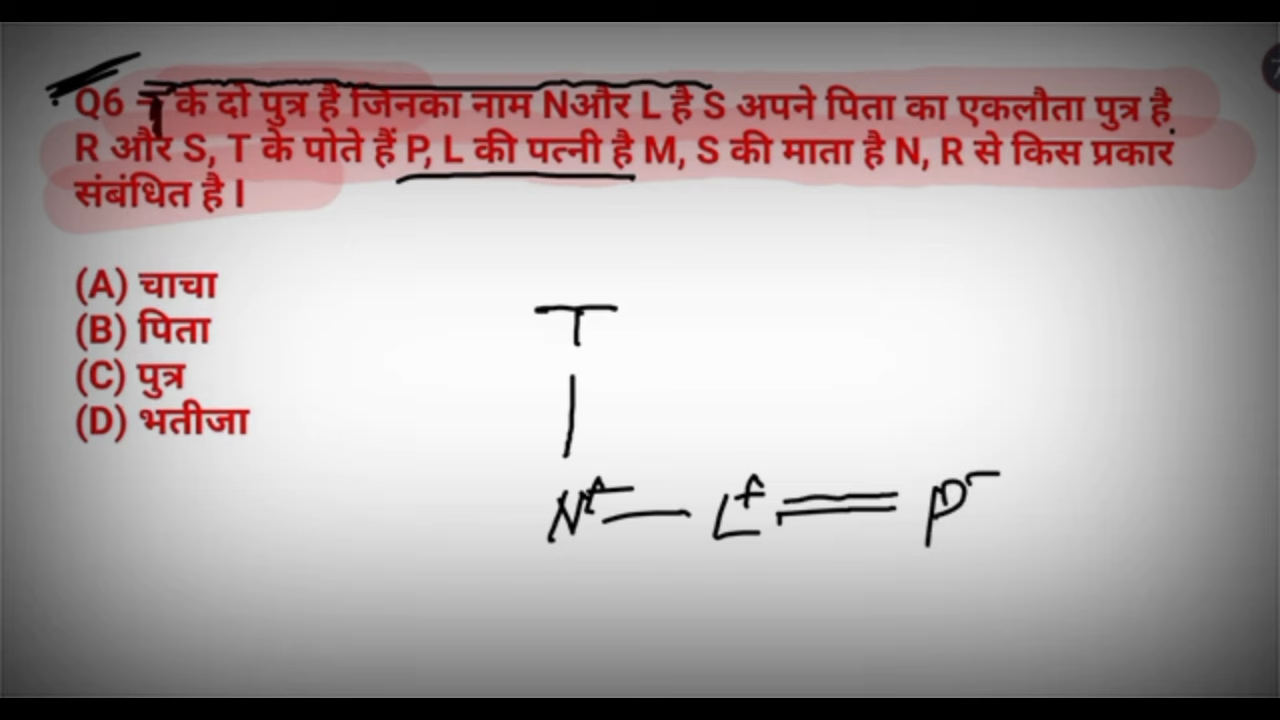 Q6 - T के दो पुत्र है जिनका नाम Nऔर L है S अपने पिता का एकलौता पुत्र है.
R और S, T के पोते हैं P, L की पत्नी है M, S की माता है N, R से किस प्रकार
संबंधित है I
(A) चाचा
(B) पिता
(C) पुत्र
(D) भतीजा
T
N+ — L+ = P-